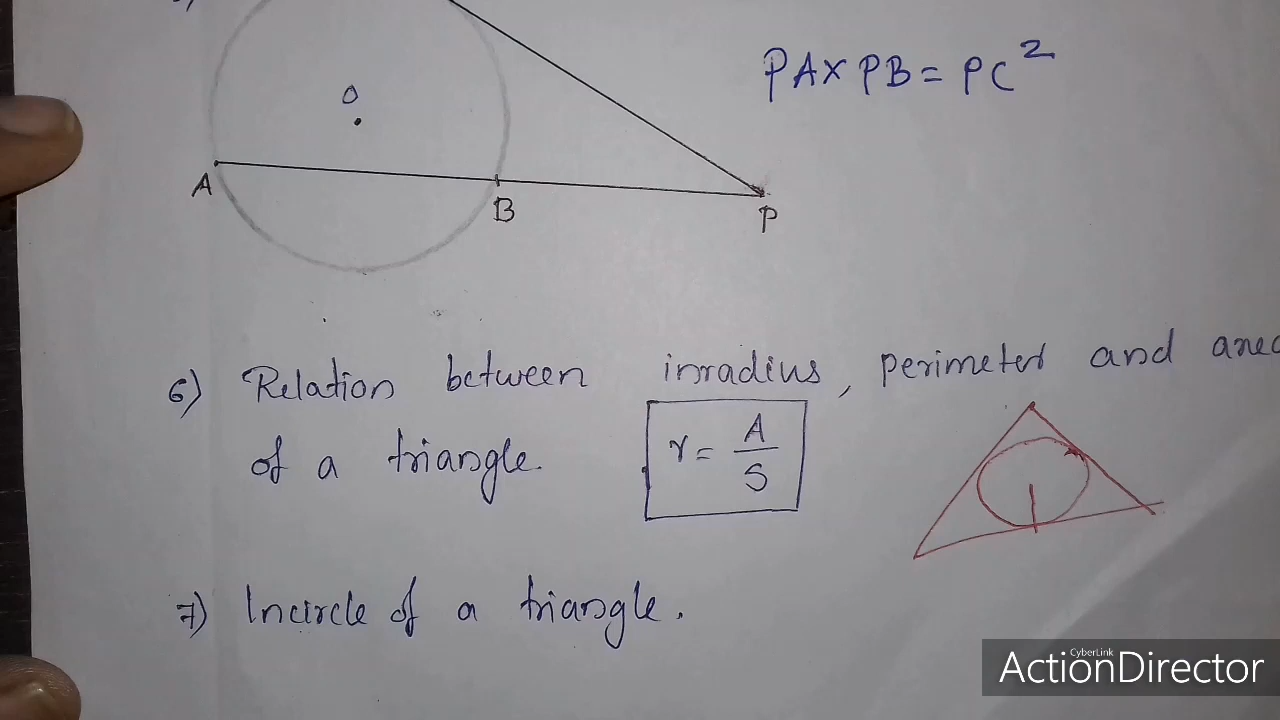 PA× PB = PC²
O
A
B
P
6) Relation between inradius, perimeter and
of a triangle. r = A/S
7) Incircle of a triangle.
CyberLink
ActionDirector